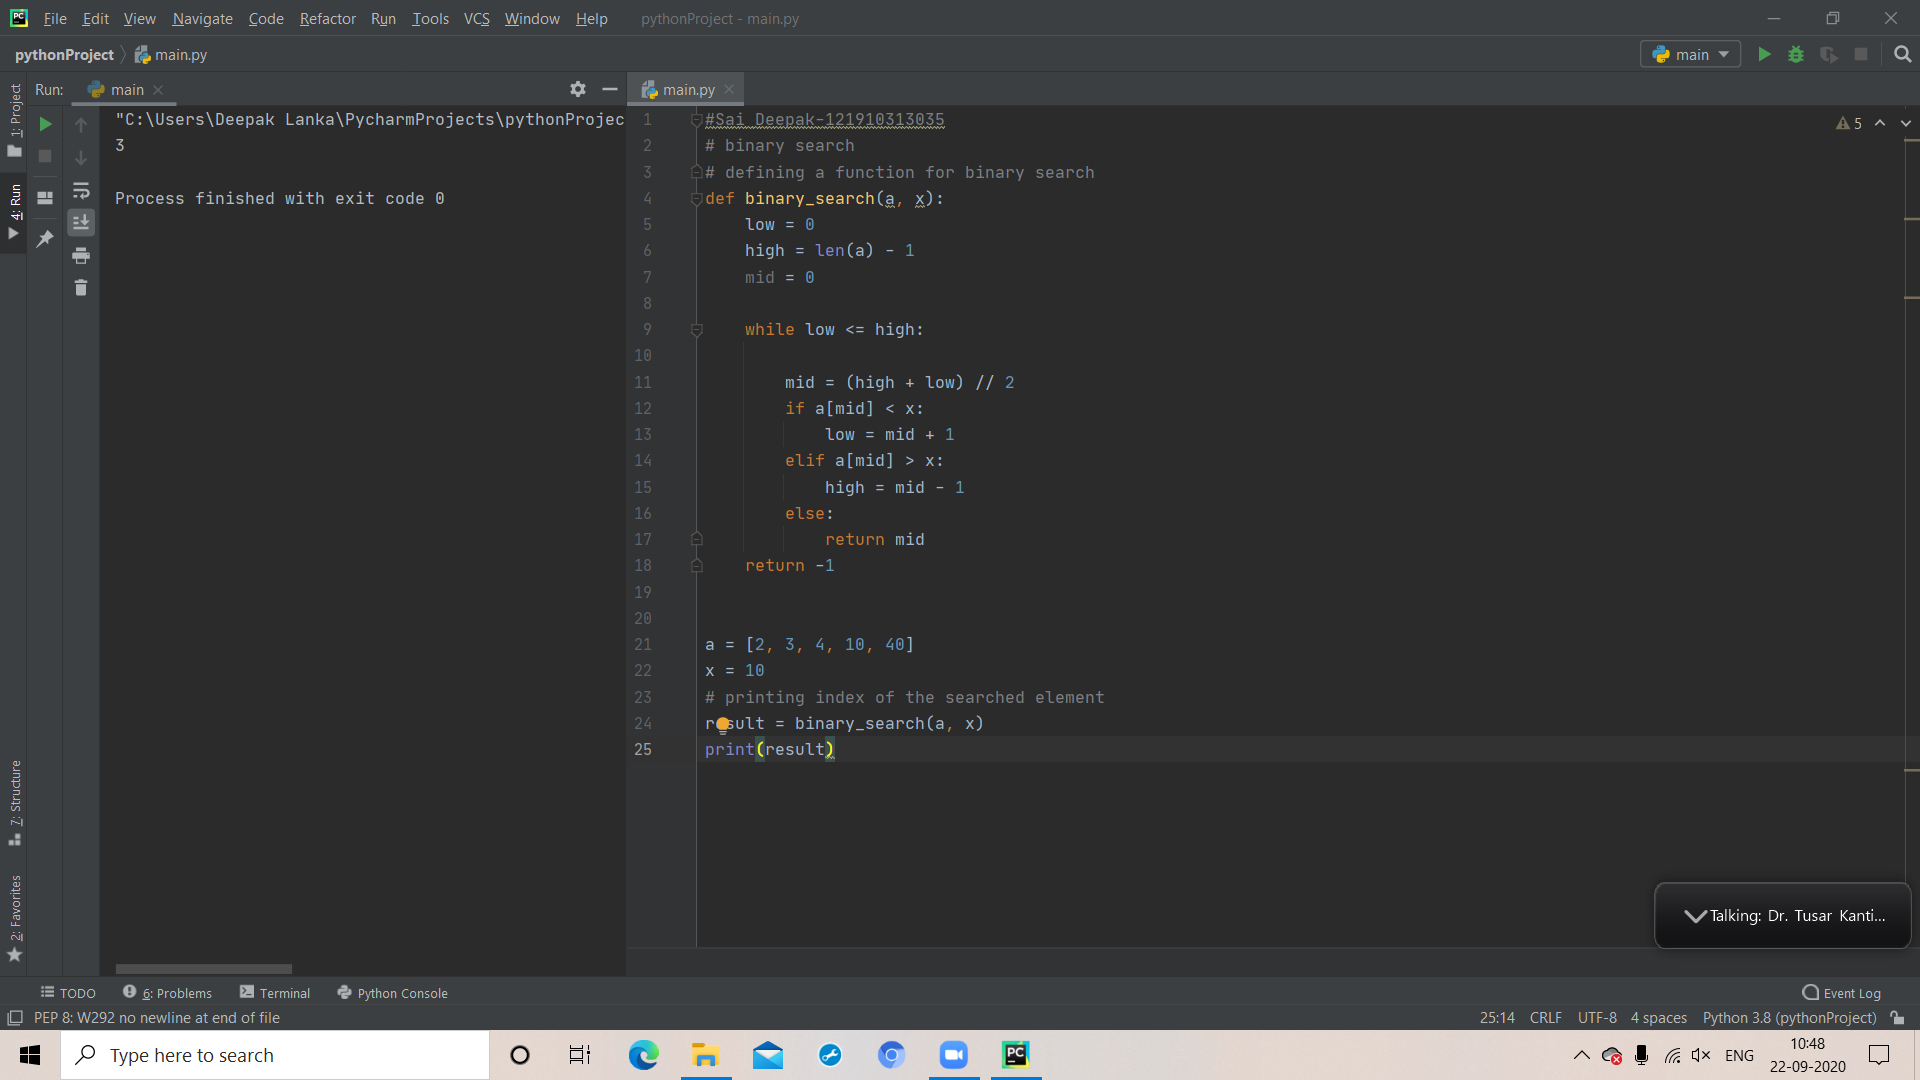 File Edit View Navigate Code Refactor Run Tools VCS Window Help pythonProject - main.py
pythonProject main.py main
Run: main
main.py
1: Project
4: Run
7: Structure
2: Favorites
"C:\Users\Deepak Lanka\PycharmProjects\pythonProjec
3
Process finished with exit code 0
1 #Sai Deepak-121910313035
2 # binary search
3 # defining a function for binary search
4 def binary_search(a, x):
5     low = 0
6     high = len(a) - 1
7     mid = 0
8
9     while low <= high:
10
11         mid = (high + low) // 2
12         if a[mid] < x:
13             low = mid + 1
14         elif a[mid] > x:
15             high = mid - 1
16         else:
17             return mid
18     return -1
19
20
21 a = [2, 3, 4, 10, 40]
22 x = 10
23 # printing index of the searched element
24 result = binary_search(a, x)
25 print(result)
5
Talking: Dr. Tusar Kanti...
TODO 6: Problems Terminal Python Console Event Log
PEP 8: W292 no newline at end of file 25:14 CRLF UTF-8 4 spaces Python 3.8 (pythonProject)
Type here to search ENG 10:48
22-09-2020